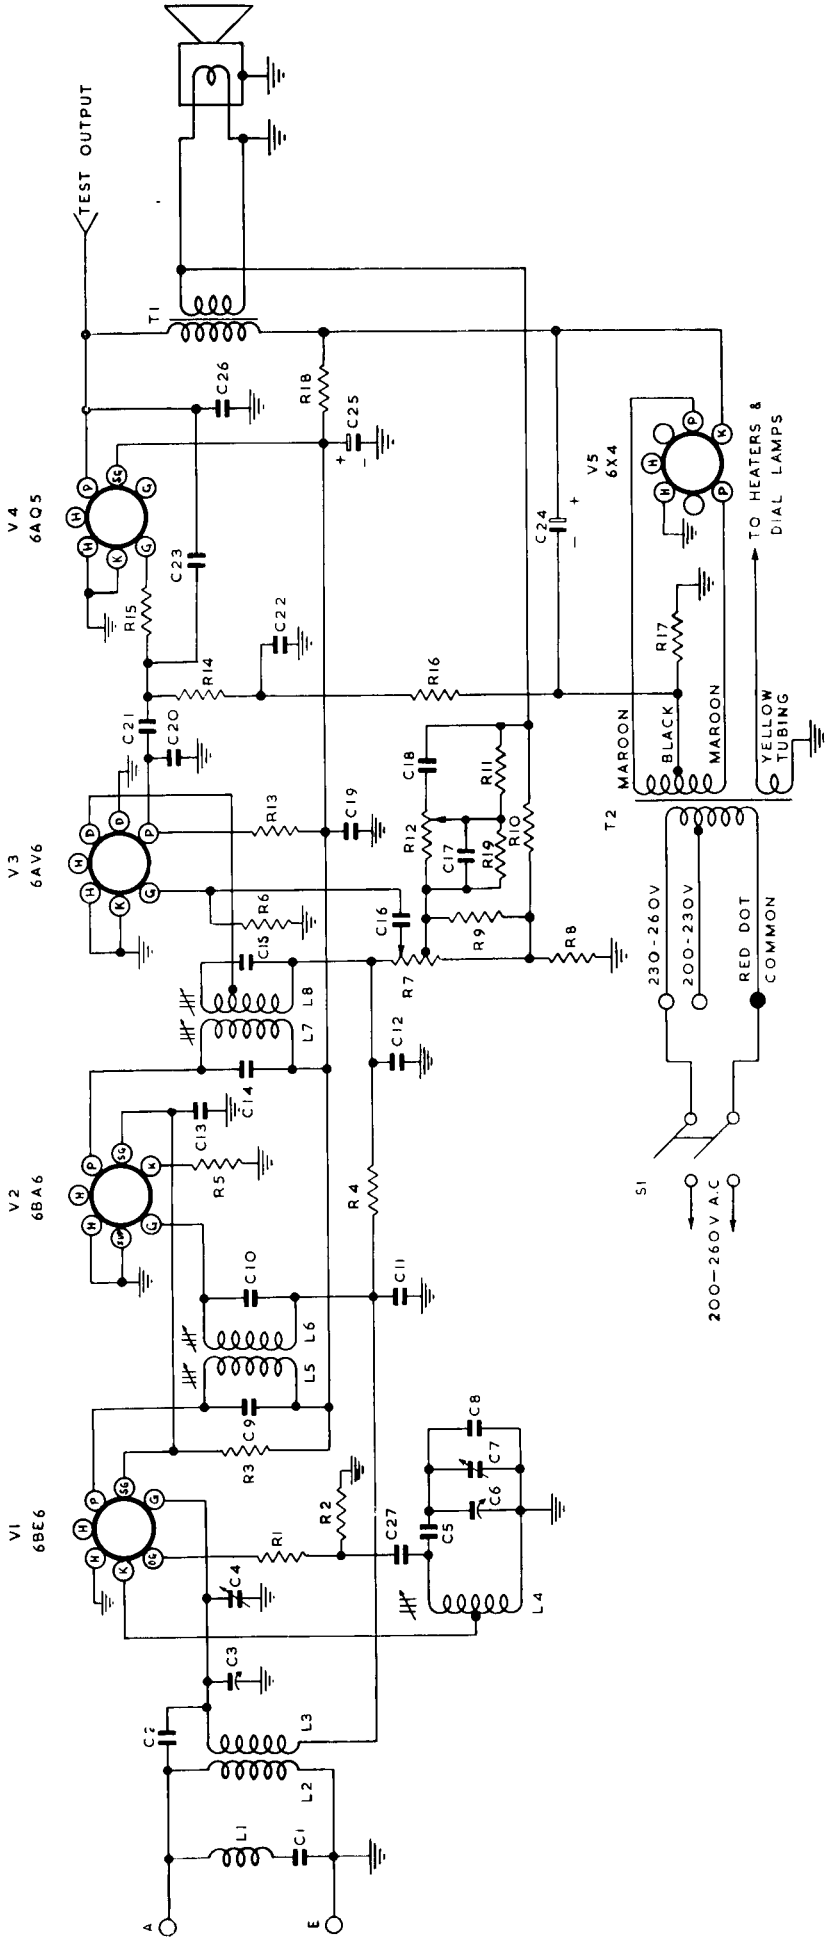 V1
6BE6
V2
6BA6
V3
6AV6
V4
6AQ5
TEST OUTPUT
A
E
L1
C1
L2
L3
C2
C3
C4
K
H
H
P
SG
G
OG
R1
R2
R3
C27
C5
C6
C7
C8
L4
C9
L5
L6
C10
C11
R4
C12
H
H
P
SG
K
G
R5
C13
C14
L7
L8
C15
R6
R7
R8
R9
R10
R11
R12
C16
C17
R19
C18
K
H
H
D
D
P
G
R13
C19
C20
C21
R14
C22
R15
C23
R16
K
H
H
P
SG
G
G
C24
+
−
C25
+
−
C26
R18
T1
V5
6X4
H
H
P
K
P
R17
MAROON
BLACK
MAROON
YELLOW
TUBING
TO HEATERS &
DIAL LAMPS
T2
230-260V
200-230V
RED DOT
COMMON
S1
200-260V A.C